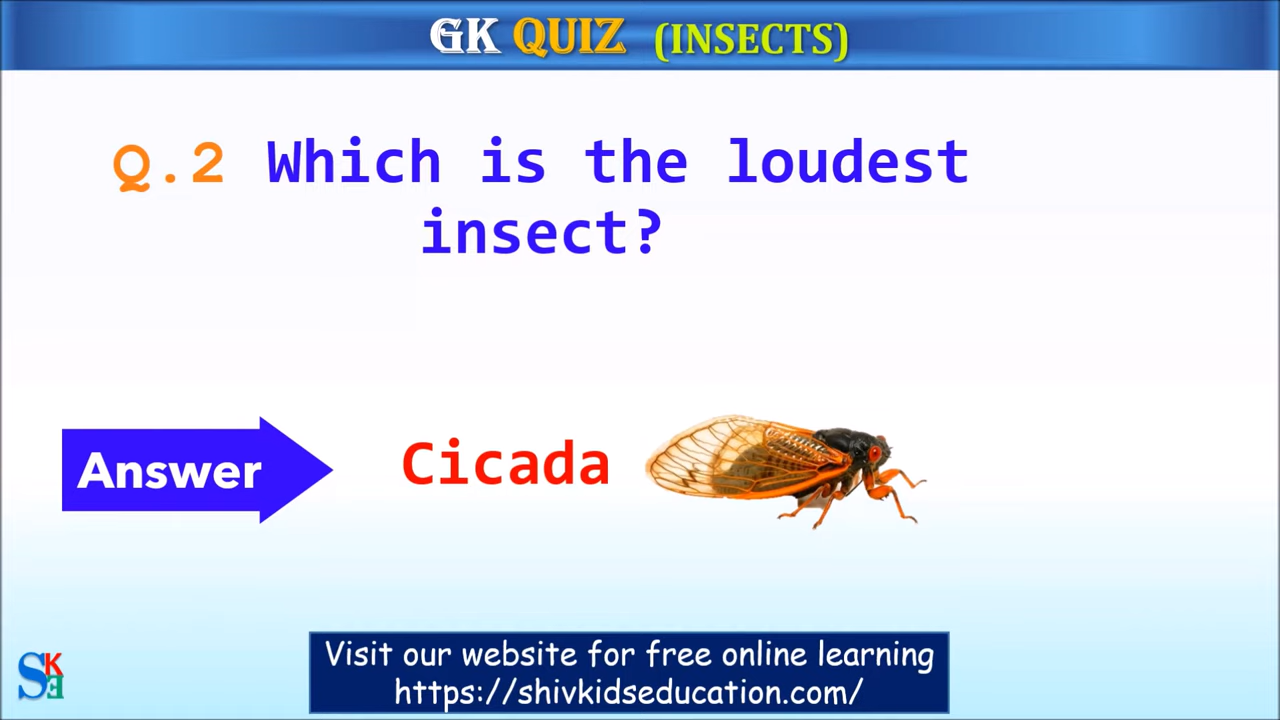 GK QUIZ (INSECTS)
Q.2 Which is the loudest
insect?
Answer
Cicada
SKE
Visit our website for free online learning
https://shivkidseducation.com/